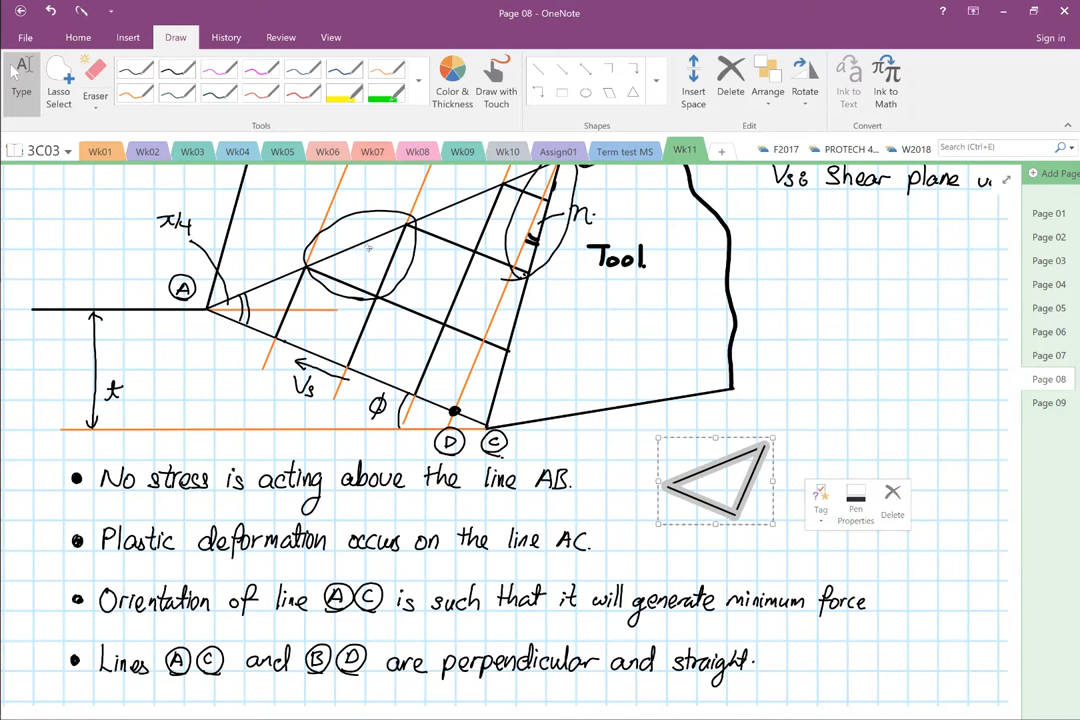 Page 08 - OneNote
?
File Home Insert Draw History Review View
Sign in
Type
Lasso Select
Eraser
Color & Thickness
Draw with Touch
Insert Space
Delete
Arrange
Rotate
Ink to Text
Ink to Math
Tools
Shapes
Edit
Convert
3C03
Wk01 Wk02 Wk03 Wk04 Wk05 Wk06 Wk07 Wk08 Wk09 Wk10 Assign01 Term test MS Wk11
F2017 PROTECH 4... W2018
Search (Ctrl+E)
Add Page
Page 01
Page 02
Page 03
Page 04
Page 05
Page 06
Page 07
Page 08
Page 09
Vs: Shear plane
π/4
n.
Tool.
A
t
Vs
φ
D C
• No stress is acting above the line AB.
Tag
Pen Properties
Delete
• Plastic deformation occurs on the line AC.
• Orientation of line A C is such that it will generate minimum force
• Lines A C and B D are perpendicular and straight.